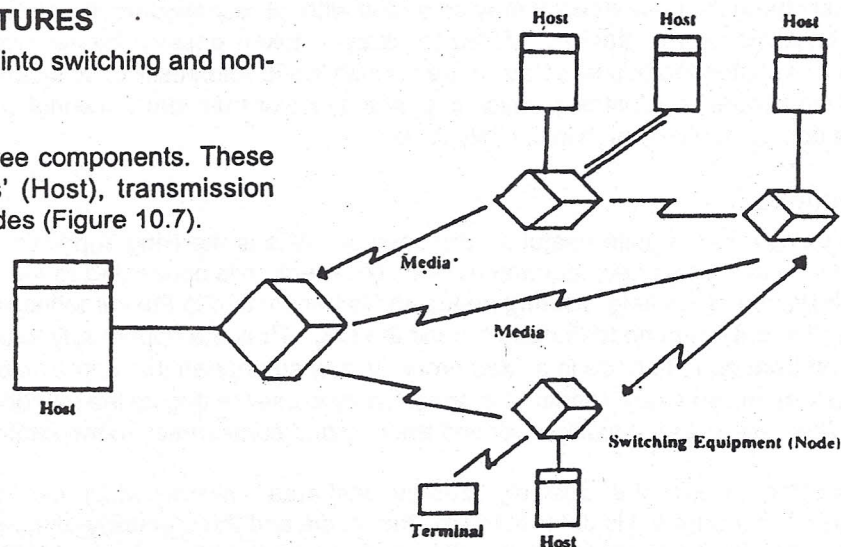 TURES
into switching and non-
ee components. These
s' (Host), transmission
des (Figure 10.7).
Host
Host
Host
Media
Media
Host
Switching Equipment (Node)
Terminal
Host